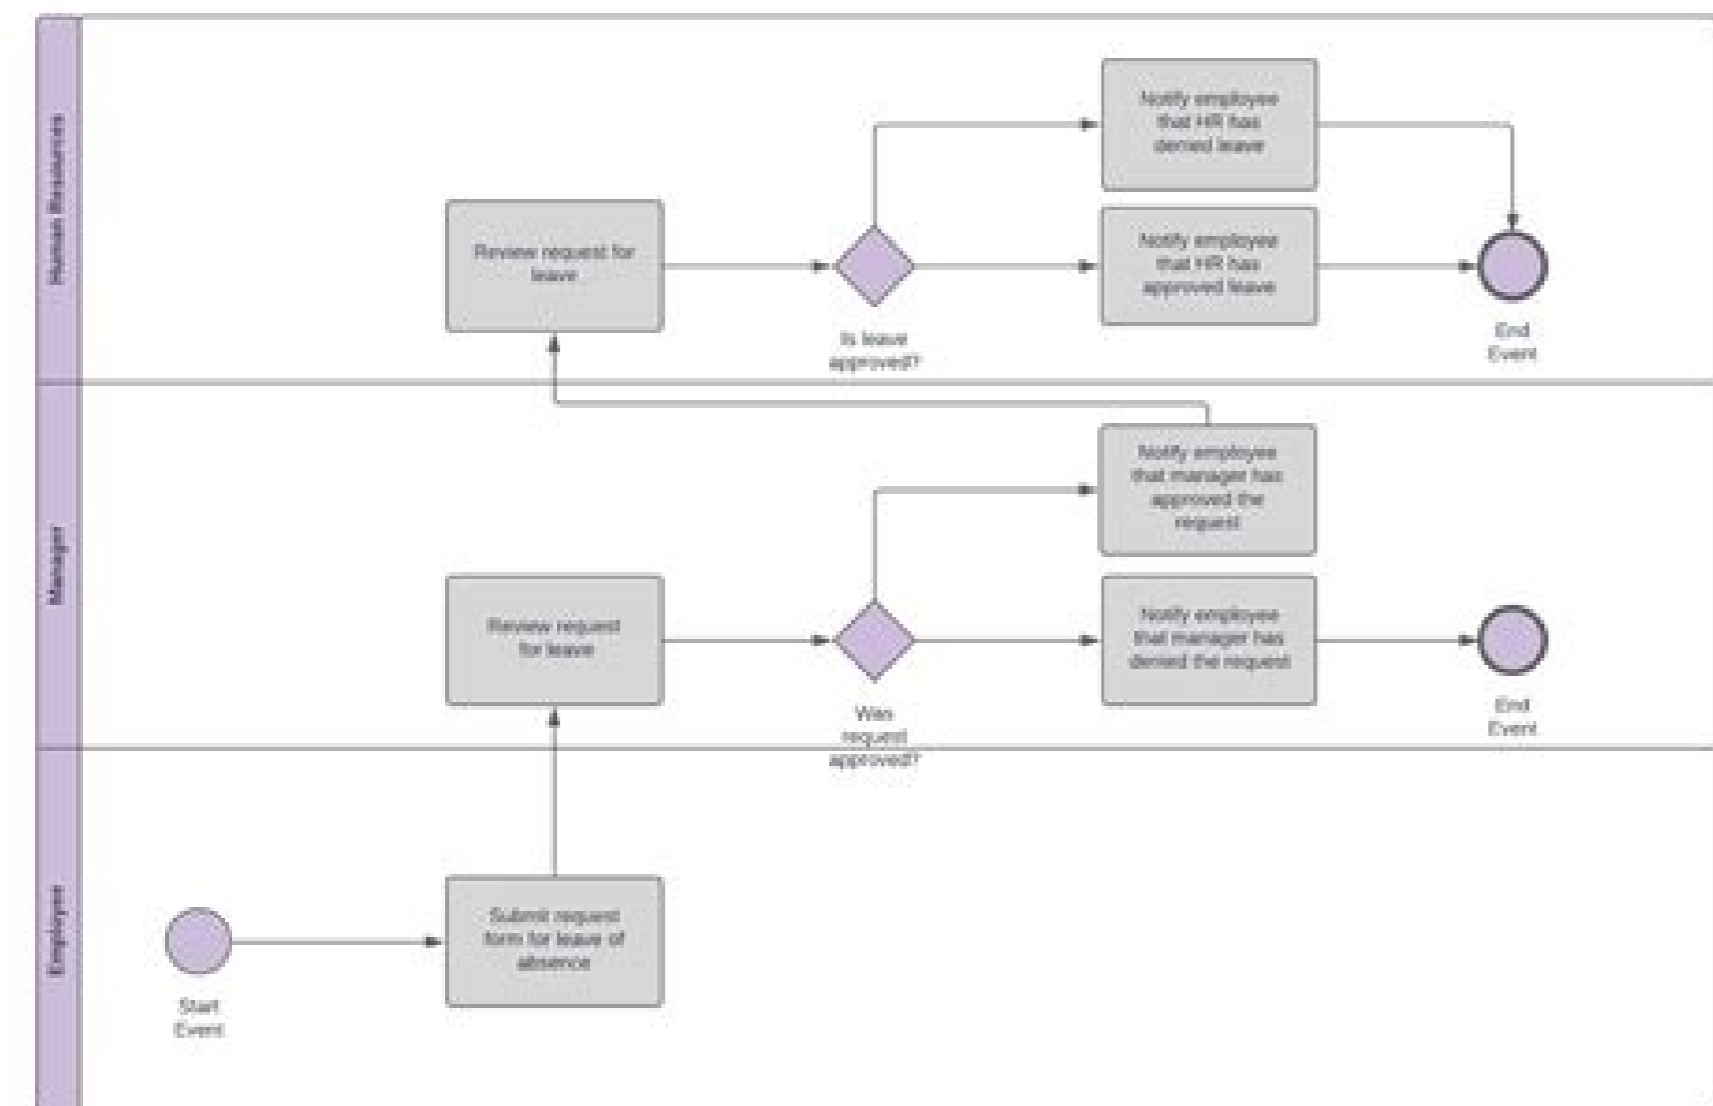 Human Resources
Notify employee
that HR has
denied leave
Review request for
leave
Is leave
approved?
Notify employee
that HR has
approved leave
End
Event
Manager
Notify employee
that manager has
approved the
request
Review request
for leave
Was
request
approved?
Notify employee
that manager has
denied the request
End
Event
Employee
Start
Event
Submit request
form for leave of
absence